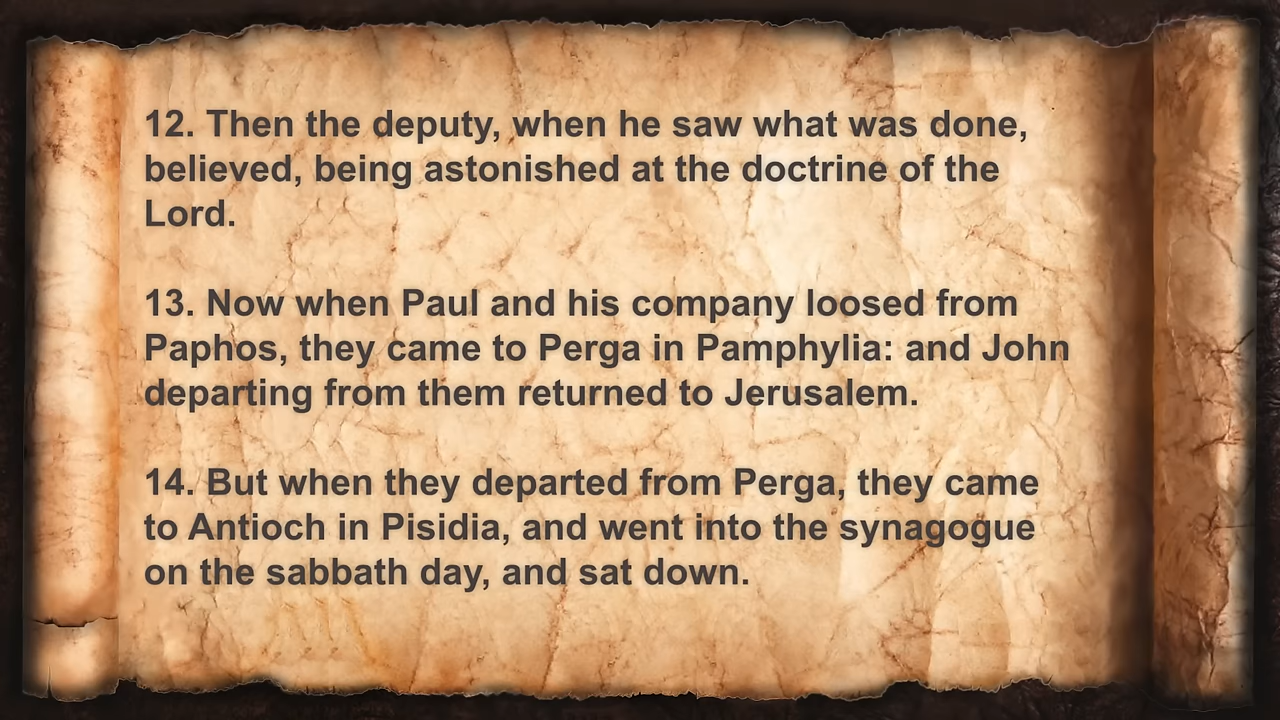 12. Then the deputy, when he saw what was done,
believed, being astonished at the doctrine of the
Lord.
13. Now when Paul and his company loosed from
Paphos, they came to Perga in Pamphylia: and John
departing from them returned to Jerusalem.
14. But when they departed from Perga, they came
to Antioch in Pisidia, and went into the synagogue
on the sabbath day, and sat down.